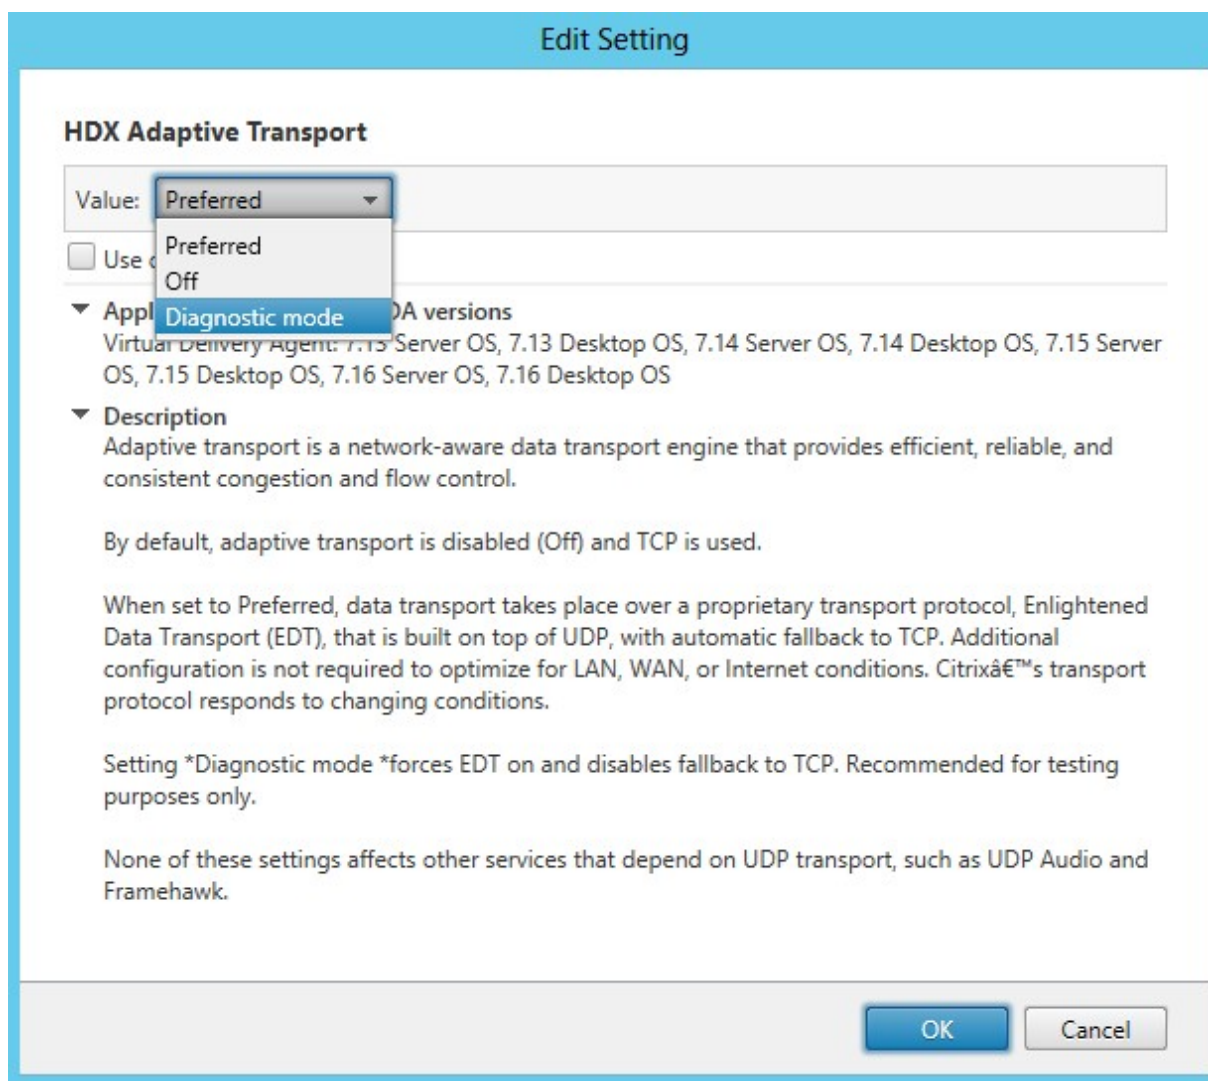 Edit Setting
HDX Adaptive Transport
Value: Preferred
Preferred
Use
Off
Diagnostic mode
Appl DA versions
Virtual Delivery Agent: 7.13 Server OS, 7.13 Desktop OS, 7.14 Server OS, 7.14 Desktop OS, 7.15 Server
OS, 7.15 Desktop OS, 7.16 Server OS, 7.16 Desktop OS
Description
Adaptive transport is a network-aware data transport engine that provides efficient, reliable, and
consistent congestion and flow control.
By default, adaptive transport is disabled (Off) and TCP is used.
When set to Preferred, data transport takes place over a proprietary transport protocol, Enlightened
Data Transport (EDT), that is built on top of UDP, with automatic fallback to TCP. Additional
configuration is not required to optimize for LAN, WAN, or Internet conditions. Citrixâ€™s transport
protocol responds to changing conditions.
Setting *Diagnostic mode *forces EDT on and disables fallback to TCP. Recommended for testing
purposes only.
None of these settings affects other services that depend on UDP transport, such as UDP Audio and
Framehawk.
OK Cancel